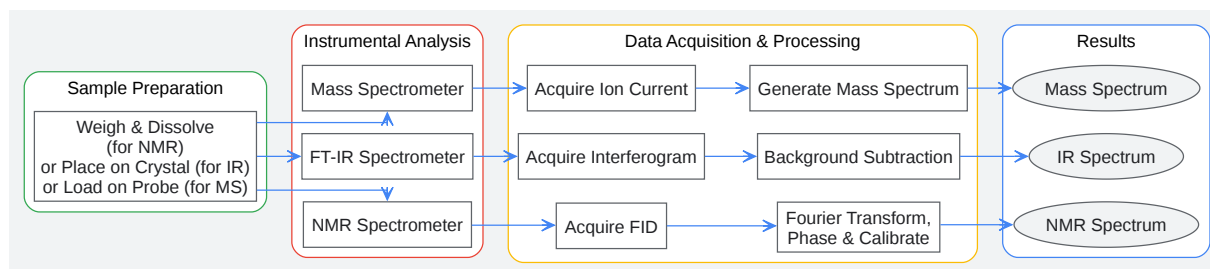 Sample Preparation
Weigh & Dissolve
(for NMR)
or Place on Crystal (for IR)
or Load on Probe (for MS)
Instrumental Analysis
Mass Spectrometer
FT-IR Spectrometer
NMR Spectrometer
Data Acquisition & Processing
Acquire Ion Current
Generate Mass Spectrum
Acquire Interferogram
Background Subtraction
Acquire FID
Fourier Transform,
Phase & Calibrate
Results
Mass Spectrum
IR Spectrum
NMR Spectrum